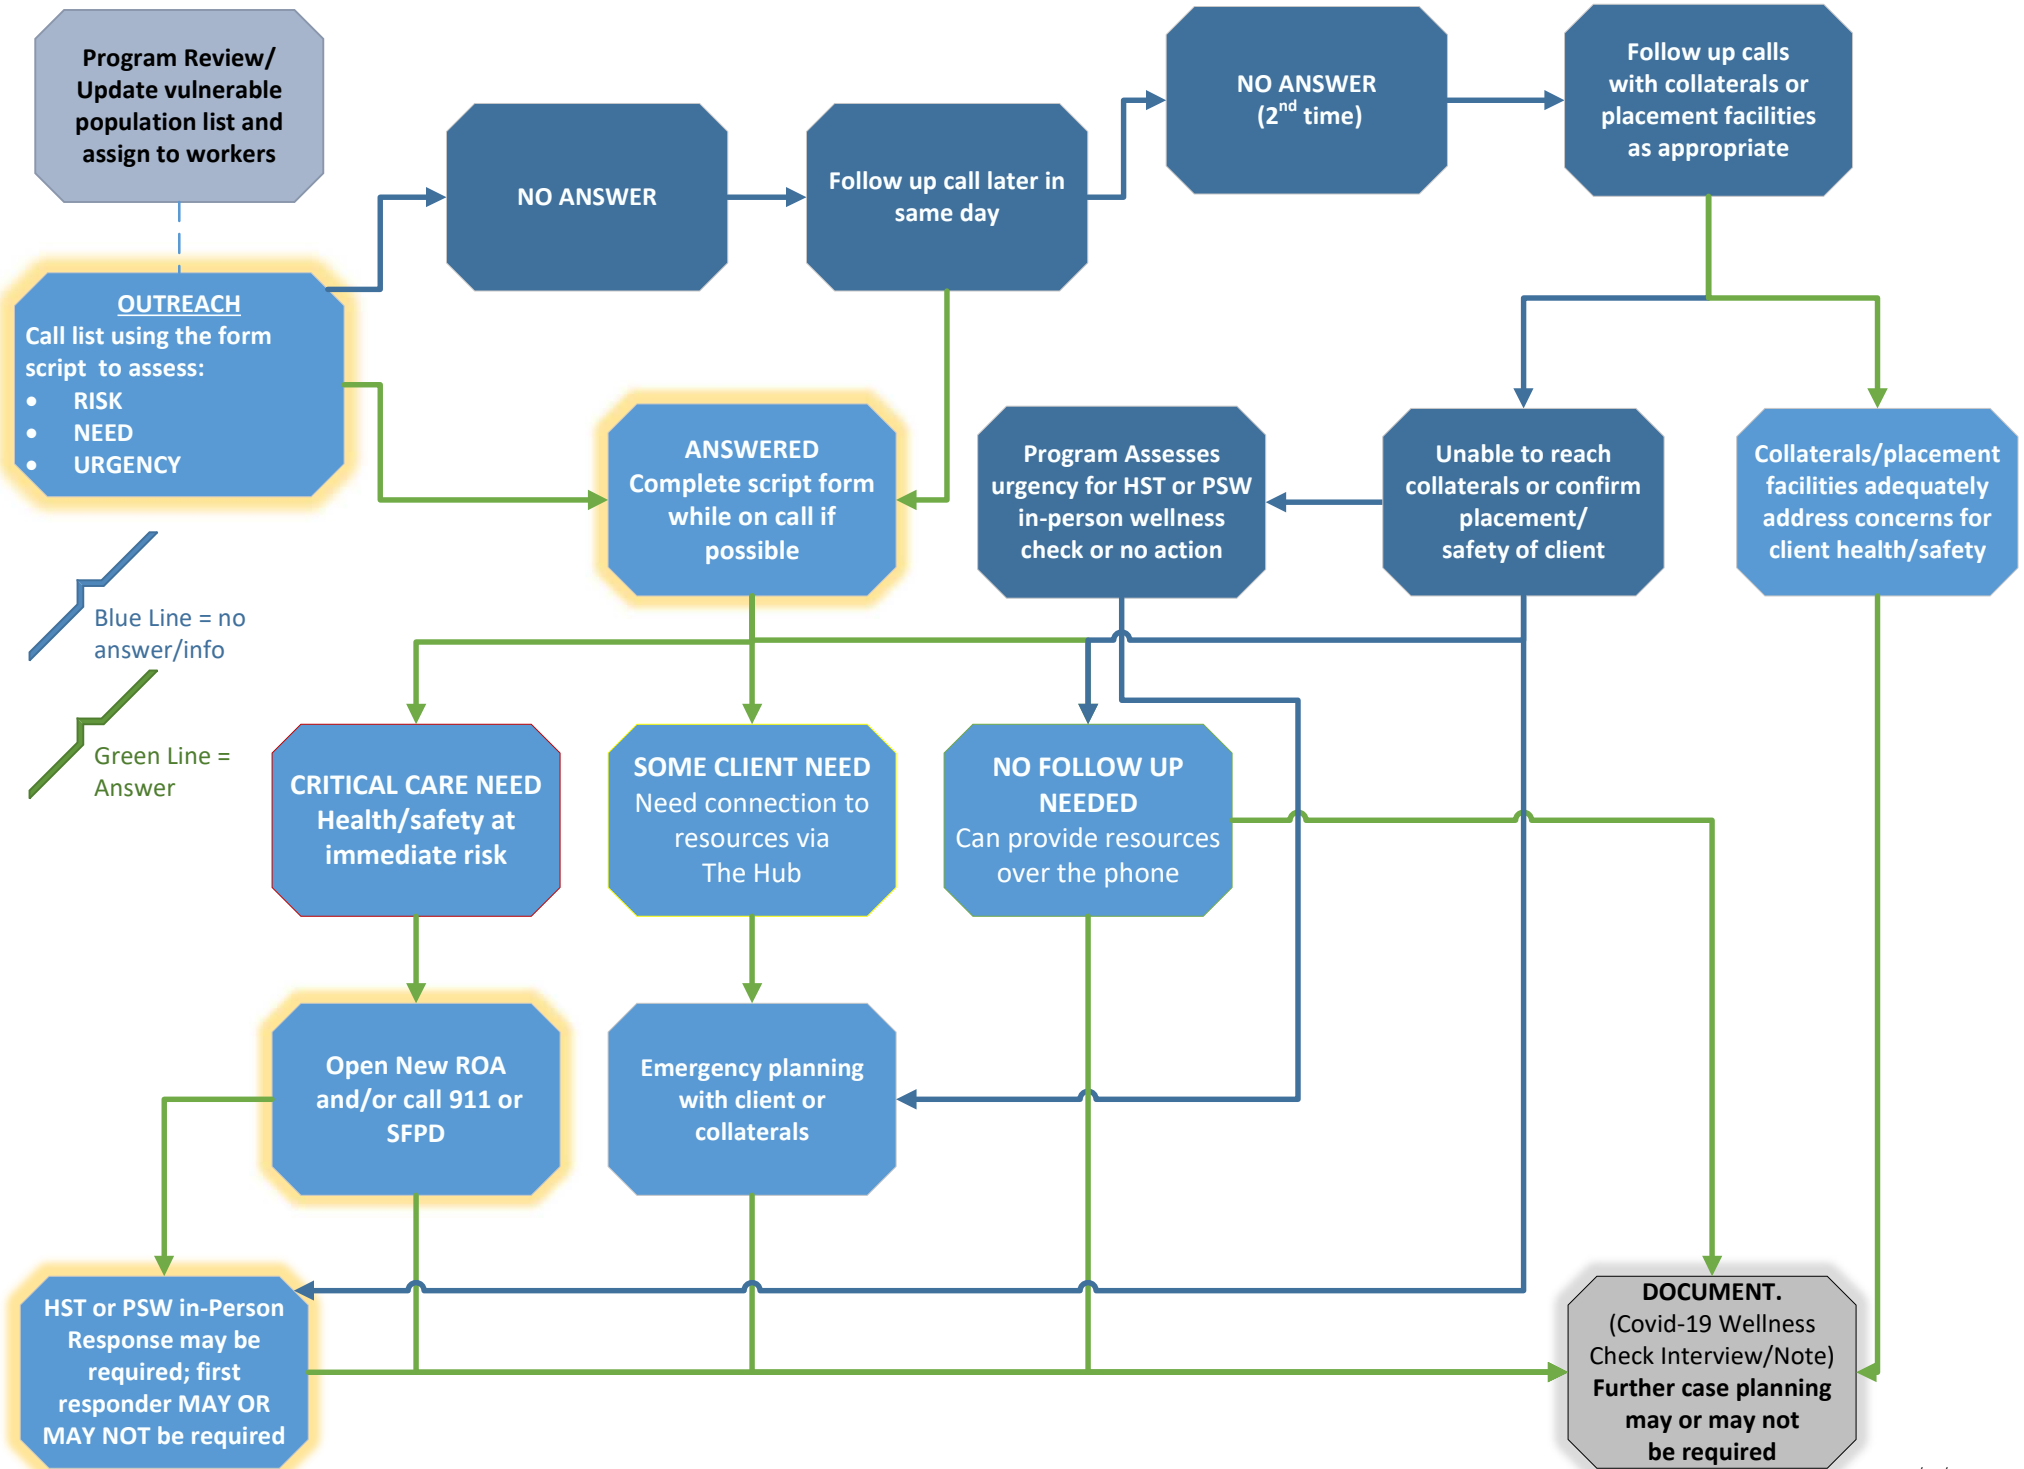 Program Review/
Update vulnerable
population list and
assign to workers
NO ANSWER
Follow up call later in
same day
NO ANSWER
(2nd time)
Follow up calls
with collaterals or
placement facilities
as appropriate
OUTREACH
Call list using the form
script to assess:
• RISK
• NEED
• URGENCY
ANSWERED
Complete script form
while on call if
possible
Program Assesses
urgency for HST or PSW
in-person wellness
check or no action
Unable to reach
collaterals or confirm
placement/
safety of client
Collaterals/placement
facilities adequately
address concerns for
client health/safety
Blue Line = no
answer/info
Green Line =
Answer
CRITICAL CARE NEED
Health/safety at
immediate risk
SOME CLIENT NEED
Need connection to
resources via
The Hub
NO FOLLOW UP
NEEDED
Can provide resources
over the phone
Open New ROA
and/or call 911 or
SFPD
Emergency planning
with client or
collaterals
HST or PSW in-Person
Response may be
required; first
responder MAY OR
MAY NOT be required
DOCUMENT.
(Covid-19 Wellness
Check Interview/Note)
Further case planning
may or may not
be required